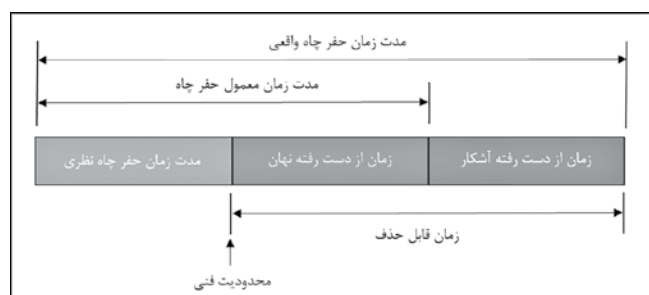 مدت زمان حفر چاه واقعی
مدت زمان معمول حفر چاه
زمان از دست رفته آشکار
زمان از دست رفته نهان
مدت زمان حفر چاه نظری
زمان قابل حذف
محدودیت فنی